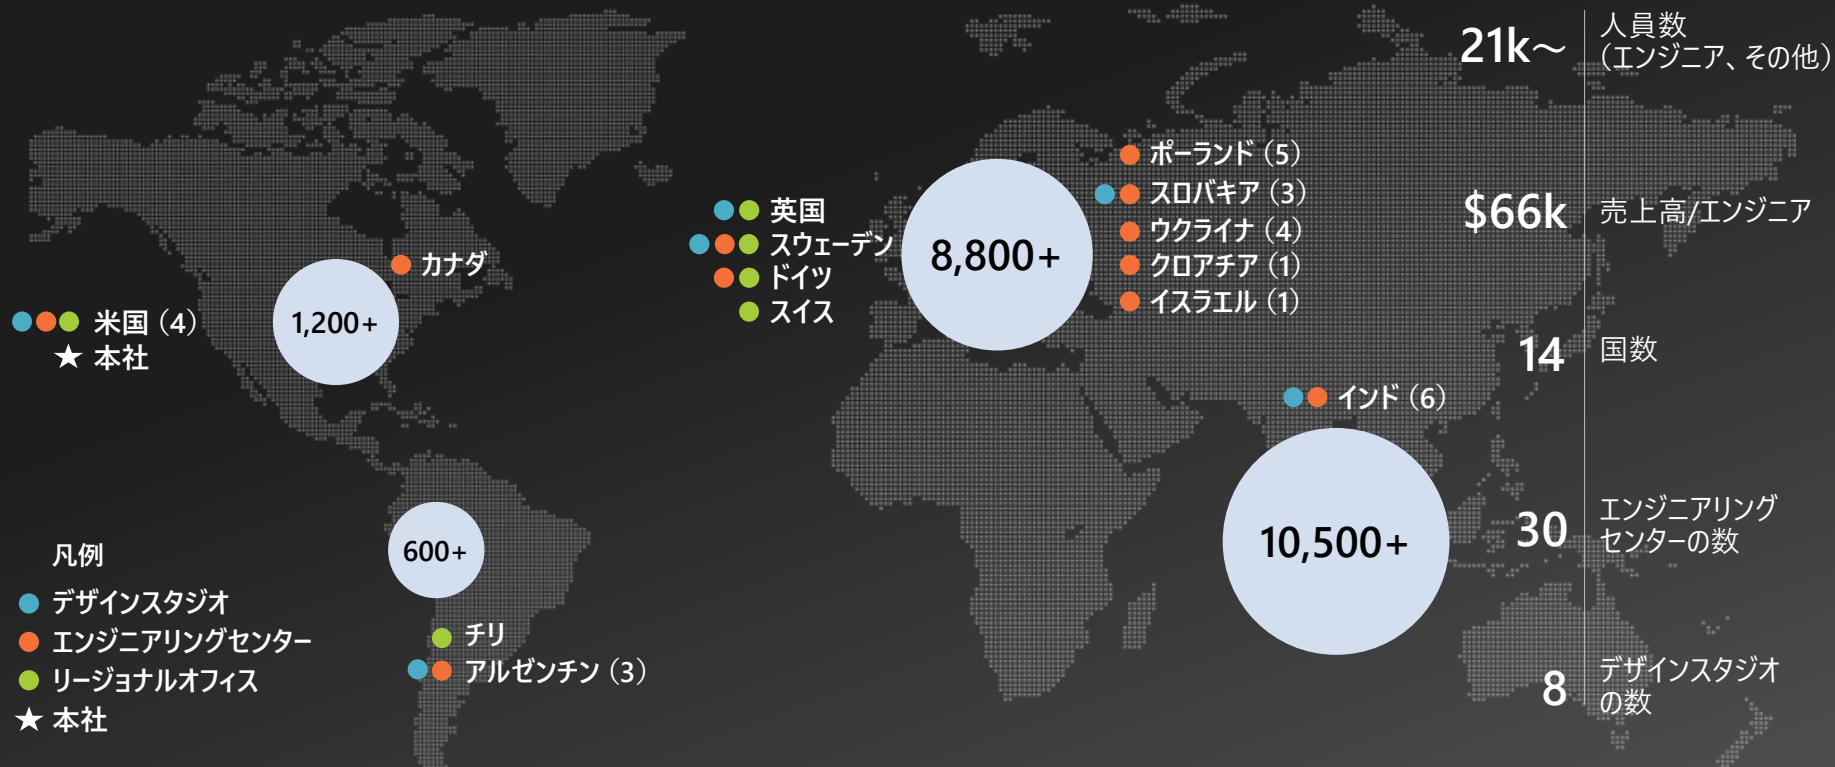 カナダ
1,200+
米国（4）
★ 本社
600+
チリ
アルゼンチン（3）
凡例
デザインスタジオ
エンジニアリングセンター
リージョナルオフィス
★ 本社
英国
スウェーデン
ドイツ
スイス
8,800+
ポーランド（5）
スロバキア（3）
ウクライナ（4）
クロアチア（1）
イスラエル（1）
インド（6）
10,500+
21k～
人員数
（エンジニア、その他）
$66k
売上高/エンジニア
14
国数
30
エンジニアリング
センターの数
8
デザインスタジオ
の数